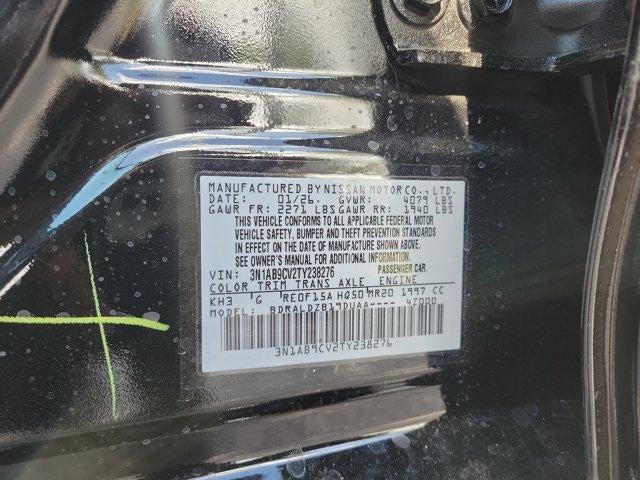 MANUFACTURED BY NISSAN MOTOR CO., LTD.
DATE: 01/26 GVWR: 4079 LBS
GAWR FR: 2271 LBS GAWR RR: 1940 LBS
THIS VEHICLE CONFORMS TO ALL APPLICABLE FEDERAL MOTOR
VEHICLE SAFETY, BUMPER AND THEFT PREVENTION STANDARDS
IN EFFECT ON THE DATE OF MANUFACTURE SHOWN ABOVE.
SEE OWNER'S MANUAL FOR ADDITIONAL INFORMATION.
VIN: 3N1AB9CV2TY238276 PASSENGER CAR.
COLOR TRIM TRANS AXLE ENGINE
KH3 G RE0F15A HQ50 MR20 1997 CC
MODEL: BDRALDZB19DUAA---- 4Z000
3N1AB9CV2TY238276